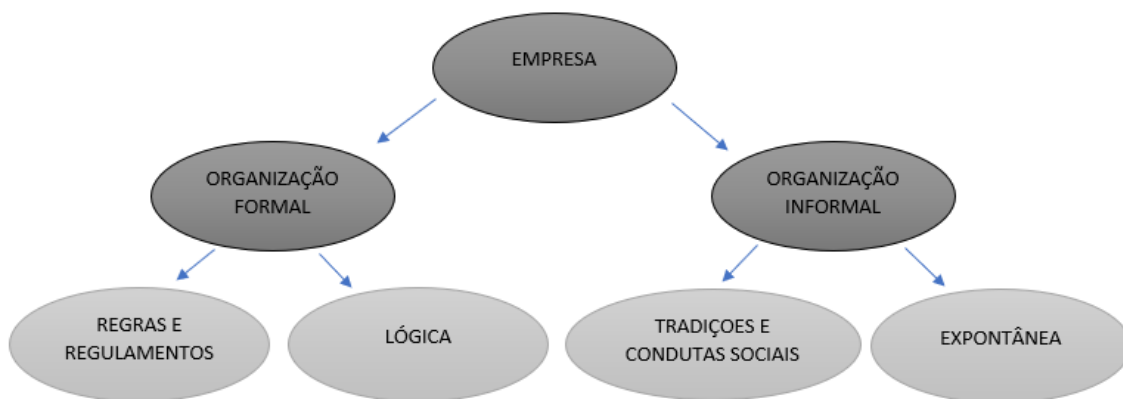 EMPRESA
ORGANIZAÇÃO
FORMAL
ORGANIZAÇÃO
INFORMAL
REGRAS E
REGULAMENTOS
LÓGICA
TRADIÇOES E
CONDUTAS SOCIAIS
EXPONTÂNEA